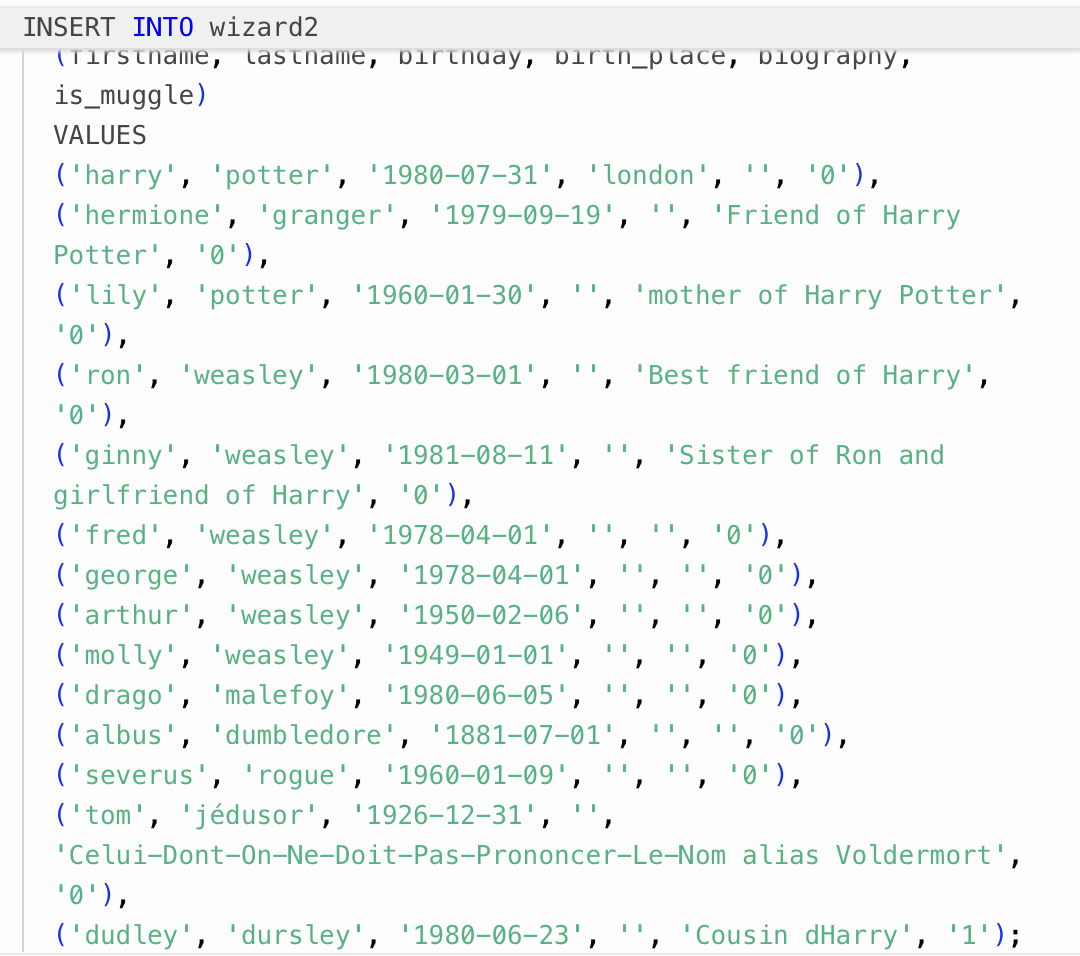 INSERT INTO wizard2
(firstname, lastname, birthday, birth_place, biography,
is_muggle)
VALUES
('harry', 'potter', '1980-07-31', 'london', '', '0'),
('hermione', 'granger', '1979-09-19', '', 'Friend of Harry
Potter', '0'),
('lily', 'potter', '1960-01-30', '', 'mother of Harry Potter',
'0'),
('ron', 'weasley', '1980-03-01', '', 'Best friend of Harry',
'0'),
('ginny', 'weasley', '1981-08-11', '', 'Sister of Ron and
girlfriend of Harry', '0'),
('fred', 'weasley', '1978-04-01', '', '', '0'),
('george', 'weasley', '1978-04-01', '', '', '0'),
('arthur', 'weasley', '1950-02-06', '', '', '0'),
('molly', 'weasley', '1949-01-01', '', '', '0'),
('drago', 'malefoy', '1980-06-05', '', '', '0'),
('albus', 'dumbledore', '1881-07-01', '', '', '0'),
('severus', 'rogue', '1960-01-09', '', '', '0'),
('tom', 'jédusor', '1926-12-31', '',
'Celui-Dont-On-Ne-Doit-Pas-Prononcer-Le-Nom alias Voldermort',
'0'),
('dudley', 'dursley', '1980-06-23', '', 'Cousin dHarry', '1');